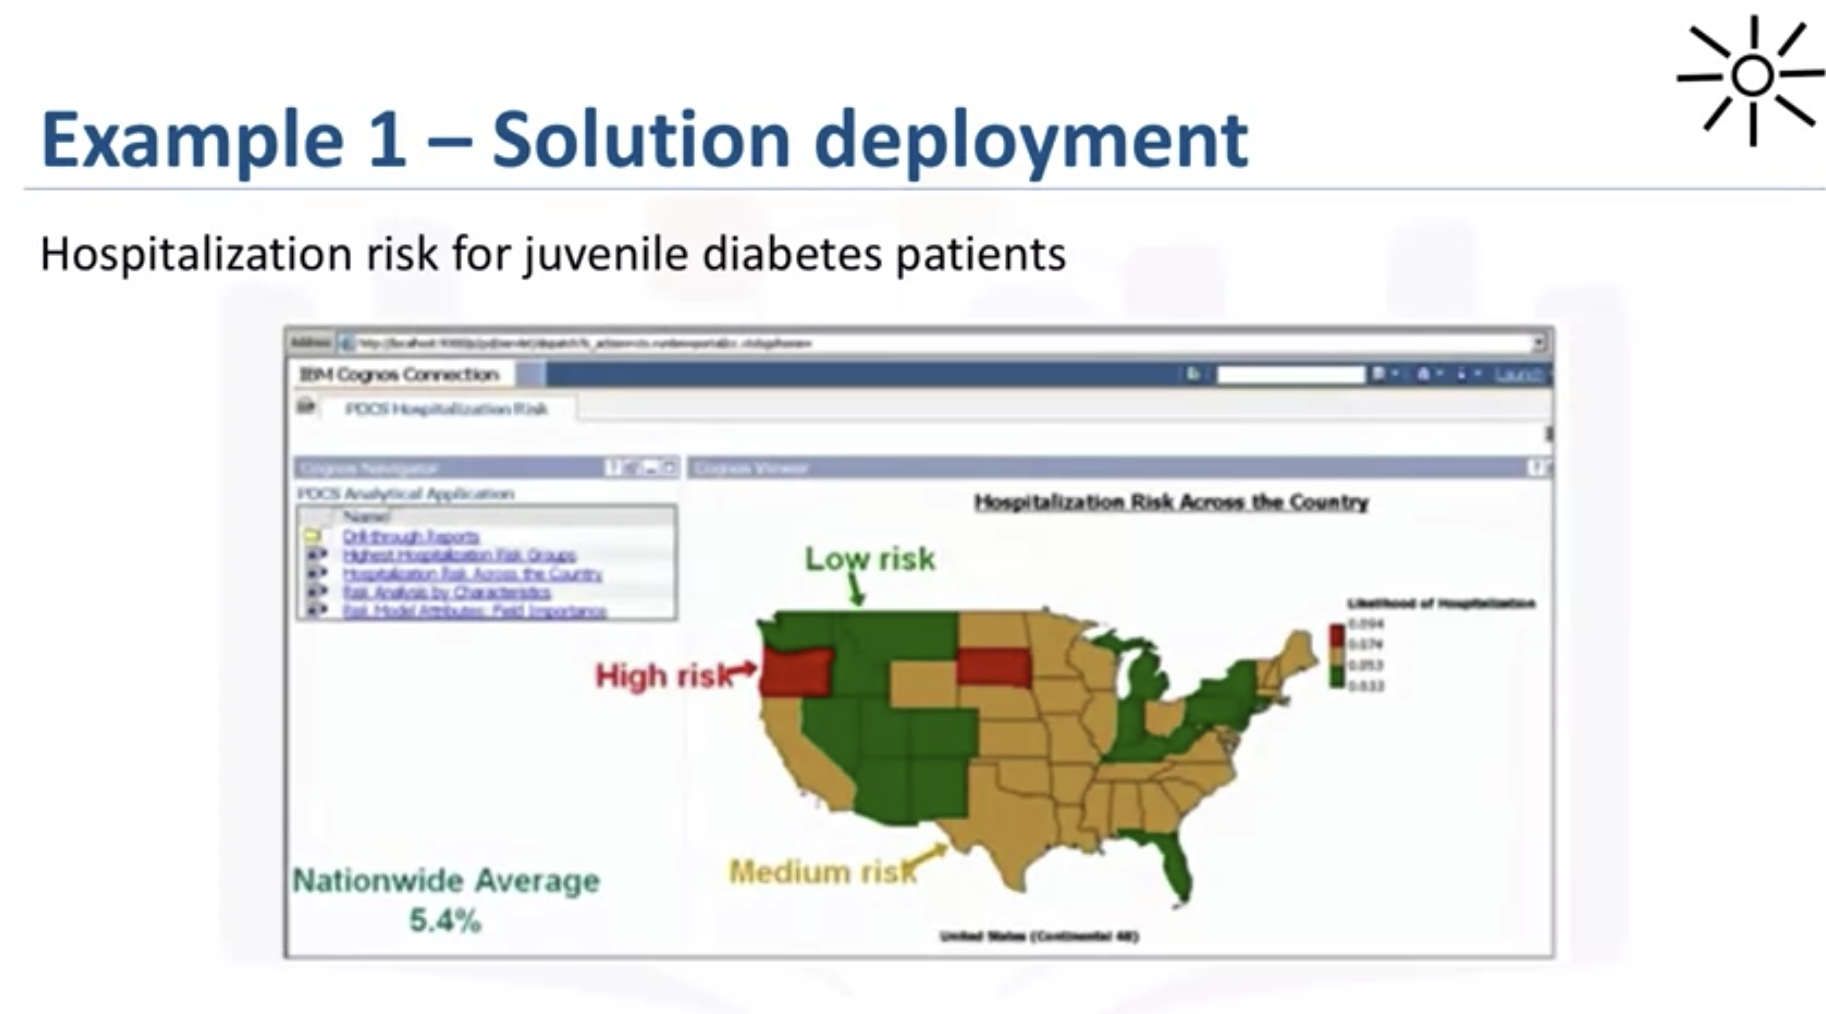 Example 1 – Solution deployment
Hospitalization risk for juvenile diabetes patients
Address
IBM Cognos Connection
Launch
PDCS Hospitalization Risk
Cognos Navigator
Cognos Viewer
PDCS Analytical Application
Name
Drill-through Reports
Highest Hospitalization Risk Groups
Hospitalization Risk Across the Country
Risk Analysis by Characteristics
Risk Model Attributes: Field Importance
Hospitalization Risk Across the Country
Low risk
High risk
Medium risk
Likelihood of Hospitalization
0.094
0.074
0.053
0.033
Nationwide Average
5.4%
United States (Continental 48)